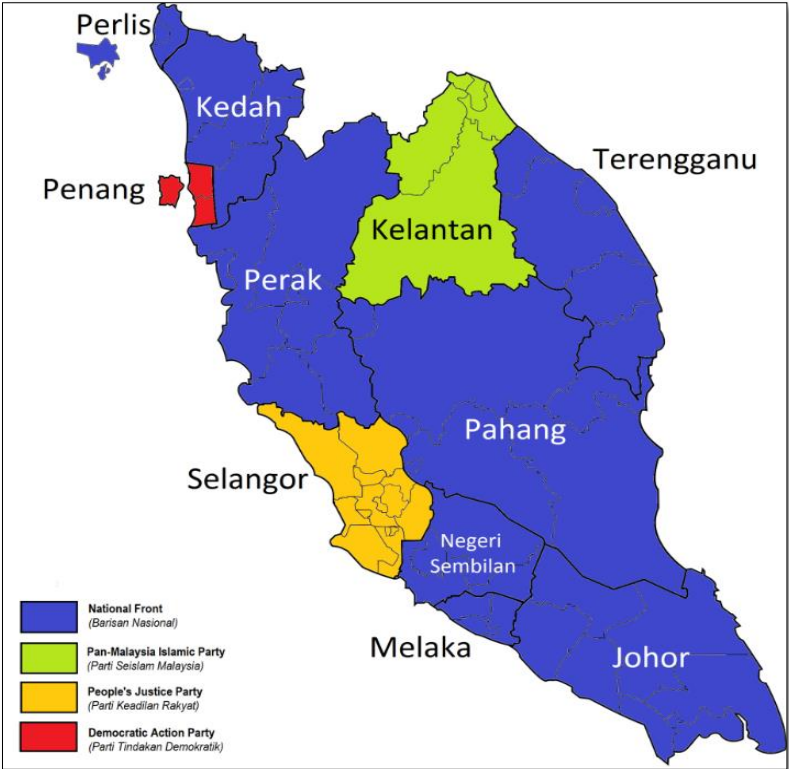 Perlis
Kedah
Terengganu
Penang
Kelantan
Perak
Pahang
Selangor
Negeri
Sembilan
Melaka
Johor
National Front
(Barisan Nasional)
Pan-Malaysia Islamic Party
(Parti Seislam Malaysia)
People's Justice Party
(Parti Keadilan Rakyat)
Democratic Action Party
(Parti Tindakan Demokratik)